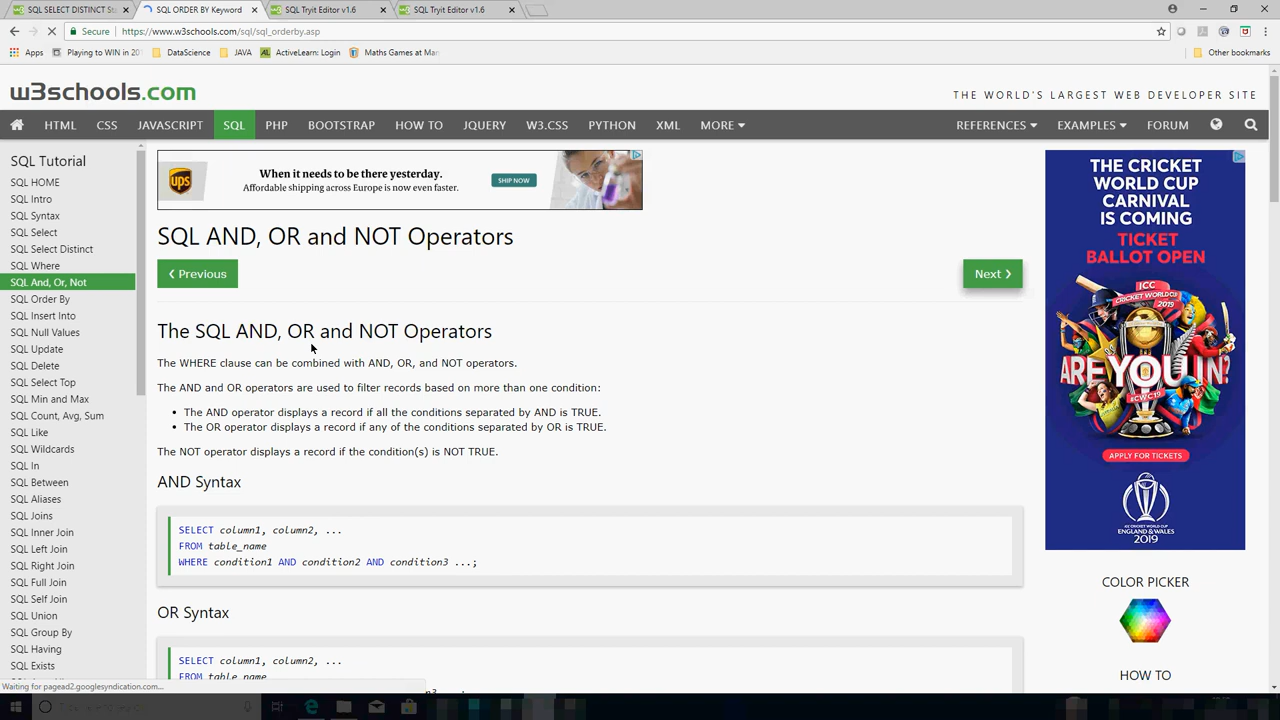 SQL SELECT DISTINCT St
SQL ORDER BY Keyword
SQL Tryit Editor v1.6
SQL Tryit Editor v1.6
Secure
https://www.w3schools.com/sql/sql_orderby.asp
Apps
Playing to WIN in 20
DataScience
JAVA
AL
ActiveLearn: Login
Maths Games at Man
Other bookmarks
w3schools.com
THE WORLD'S LARGEST WEB DEVELOPER SITE
HTML CSS JAVASCRIPT SQL PHP BOOTSTRAP HOW TO JQUERY W3.CSS PYTHON XML MORE REFERENCES EXAMPLES FORUM
SQL Tutorial
SQL HOME
SQL Intro
SQL Syntax
SQL Select
SQL Select Distinct
SQL Where
SQL And, Or, Not
SQL Order By
SQL Insert Into
SQL Null Values
SQL Update
SQL Delete
SQL Select Top
SQL Min and Max
SQL Count, Avg, Sum
SQL Like
SQL Wildcards
SQL In
SQL Between
SQL Aliases
SQL Joins
SQL Inner Join
SQL Left Join
SQL Right Join
SQL Full Join
SQL Self Join
SQL Union
SQL Group By
SQL Having
SQL Exists
ups
When it needs to be there yesterday.
Affordable shipping across Europe is now even faster.
SHIP NOW
SQL AND, OR and NOT Operators
❮ Previous
Next ❯
The SQL AND, OR and NOT Operators
The WHERE clause can be combined with AND, OR, and NOT operators.
The AND and OR operators are used to filter records based on more than one condition:
• The AND operator displays a record if all the conditions separated by AND is TRUE.
• The OR operator displays a record if any of the conditions separated by OR is TRUE.
The NOT operator displays a record if the condition(s) is NOT TRUE.
AND Syntax
SELECT column1, column2, ...
FROM table_name
WHERE condition1 AND condition2 AND condition3 ...;
OR Syntax
SELECT column1, column2, ...
FROM table_name
THE CRICKET
WORLD CUP
CARNIVAL
IS COMING
TICKET
BALLOT OPEN
ICC
CRICKET WORLD CUP
2019
ARE YOU IN?
#CWC19
APPLY FOR TICKETS
ICC
CRICKET
WORLD CUP
ENGLAND & WALES
2019
COLOR PICKER
HOW TO
Waiting for pagead2.googlesyndication.com...